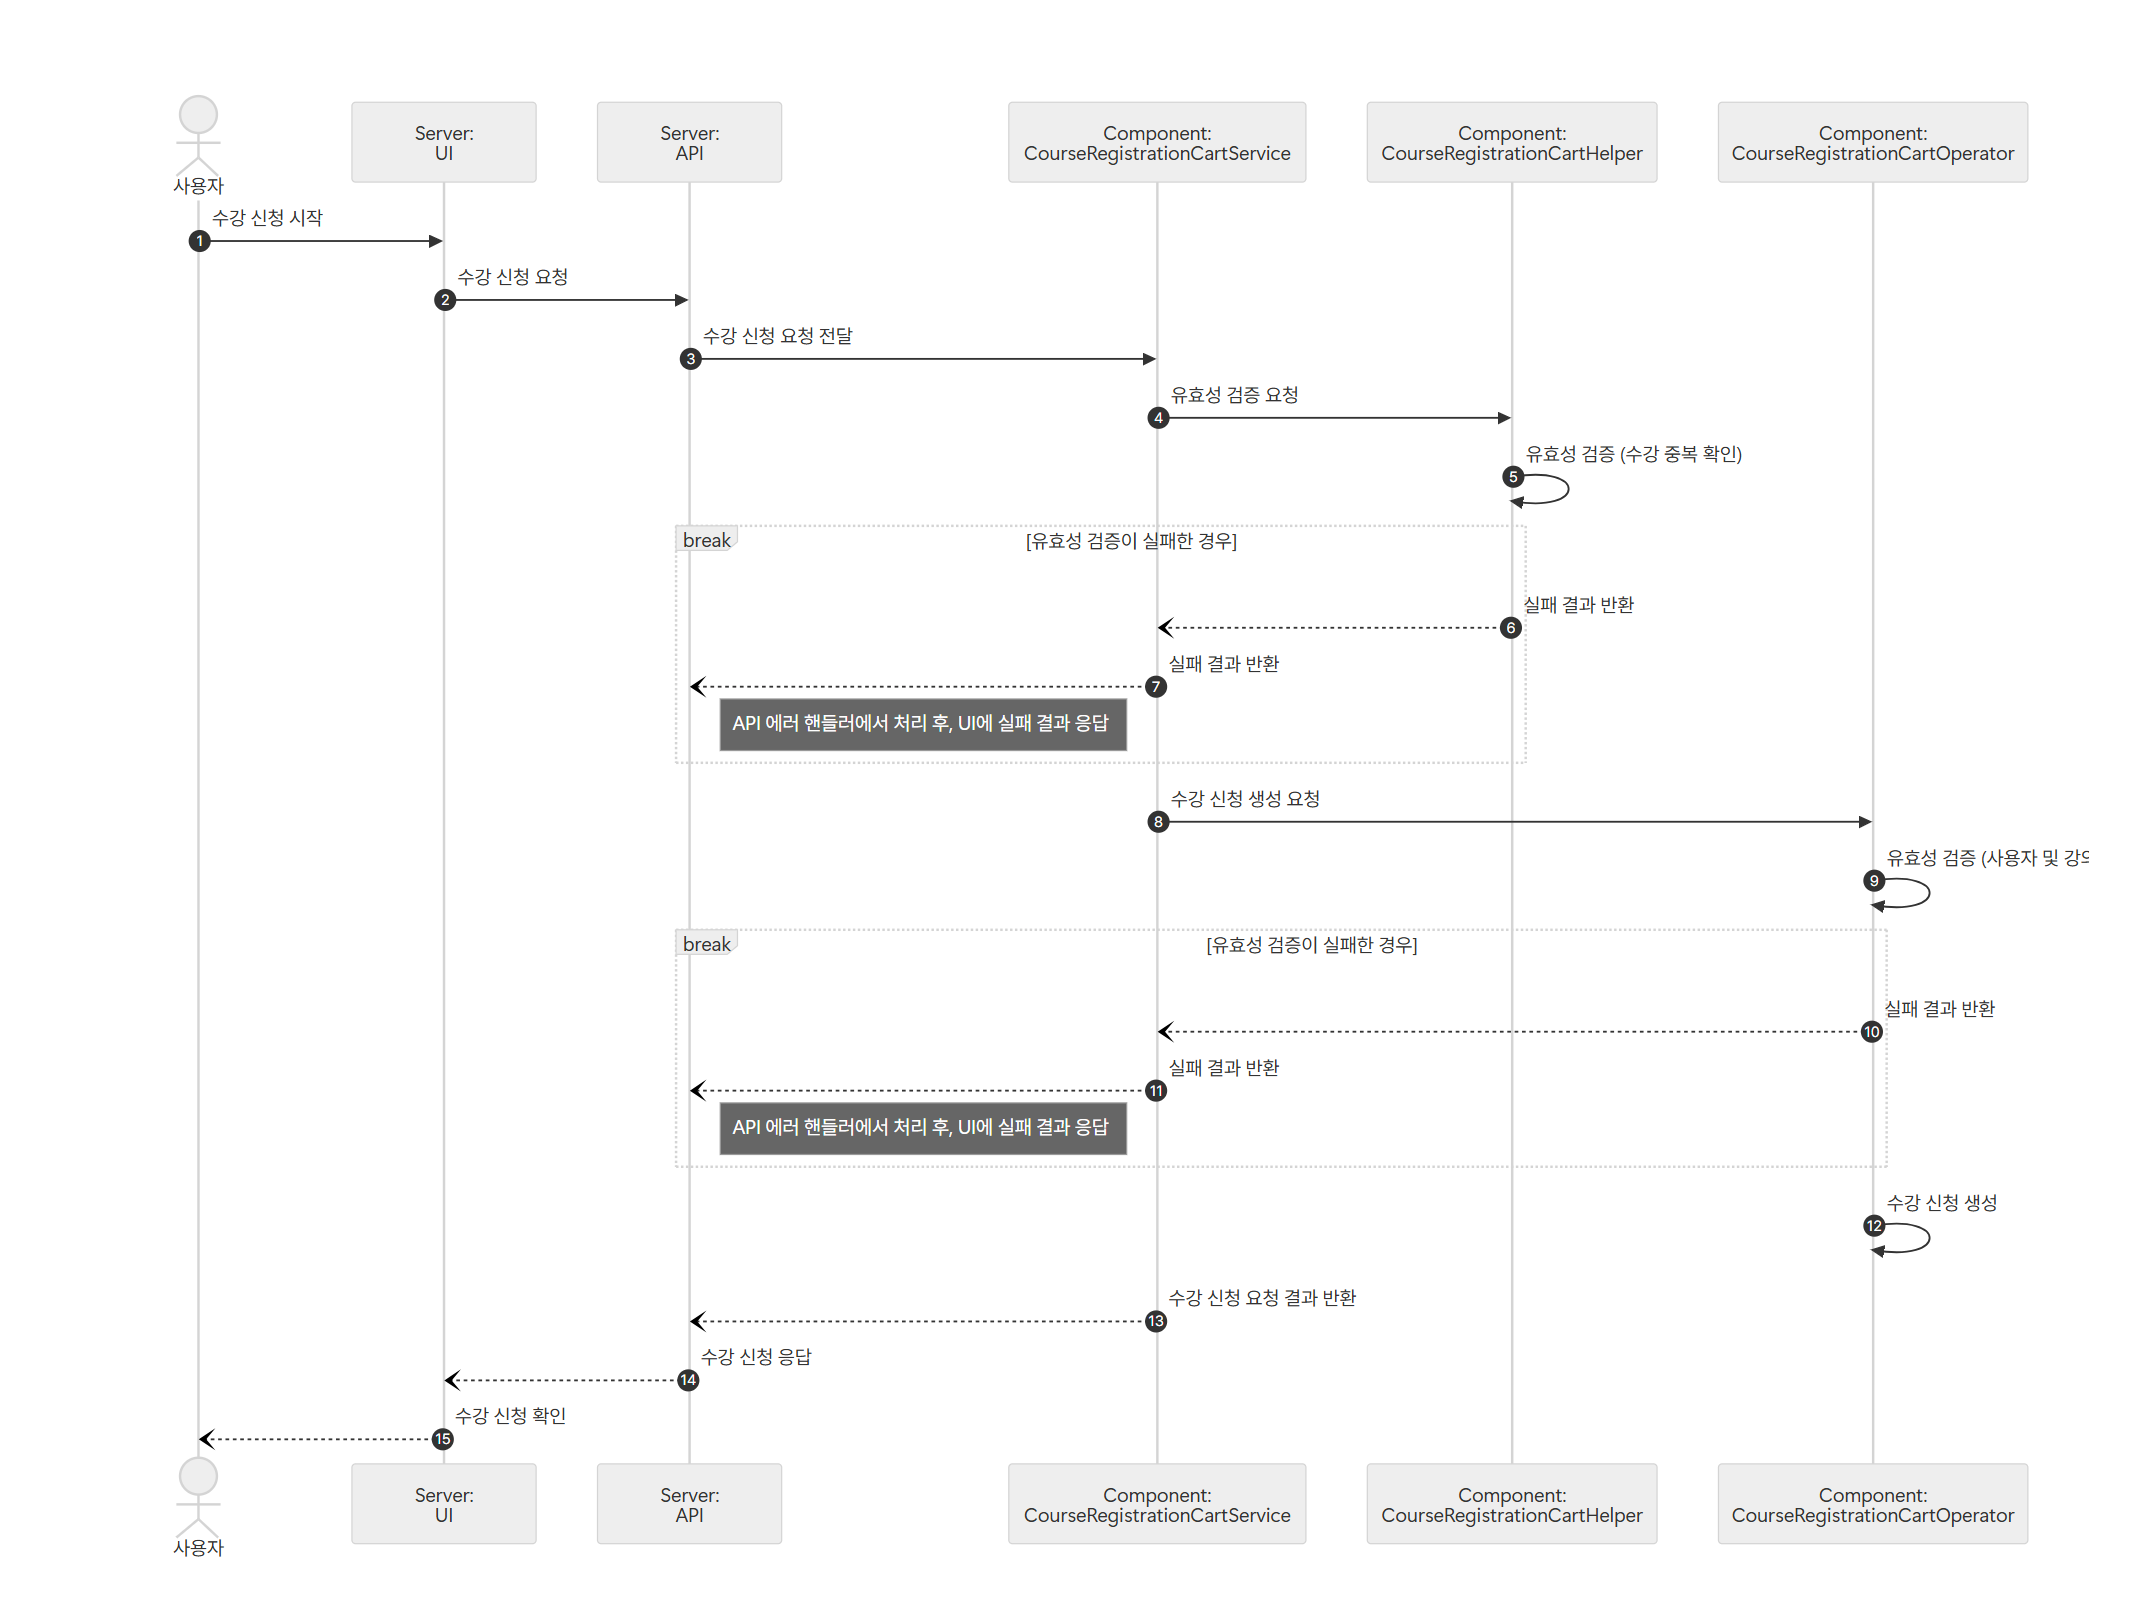 사용자
Server:
UI
Server:
API
Component:
CourseRegistrationCartService
Component:
CourseRegistrationCartHelper
Component:
CourseRegistrationCartOperator
수강 신청 시작
1
수강 신청 요청
2
수강 신청 요청 전달
3
유효성 검증 요청
4
유효성 검증 (수강 중복 확인)
5
break
[유효성 검증이 실패한 경우]
실패 결과 반환
6
실패 결과 반환
7
API 에러 핸들러에서 처리 후, UI에 실패 결과 응답
수강 신청 생성 요청
8
유효성 검증 (사용자 및
9
break
[유효성 검증이 실패한 경우]
실패 결과 반환
10
실패 결과 반환
11
API 에러 핸들러에서 처리 후, UI에 실패 결과 응답
수강 신청 생성
12
수강 신청 요청 결과 반환
13
수강 신청 응답
14
수강 신청 확인
15
사용자
Server:
UI
Server:
API
Component:
CourseRegistrationCartService
Component:
CourseRegistrationCartHelper
Component:
CourseRegistrationCartOperator